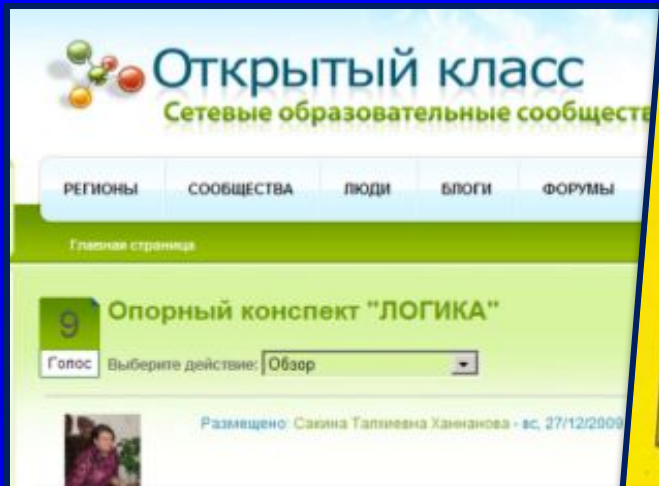 Открытый класс
Сетевые образовательные сообществ
РЕГИОНЫ СООБЩЕСТВА ЛЮДИ БЛОГИ ФОРУМЫ
Главная страница
9
Голос
Опорный конспект "ЛОГИКА"
Выберите действие: Обзор
Размещено: Сакина Ханнанова - вс, 27/12/2009